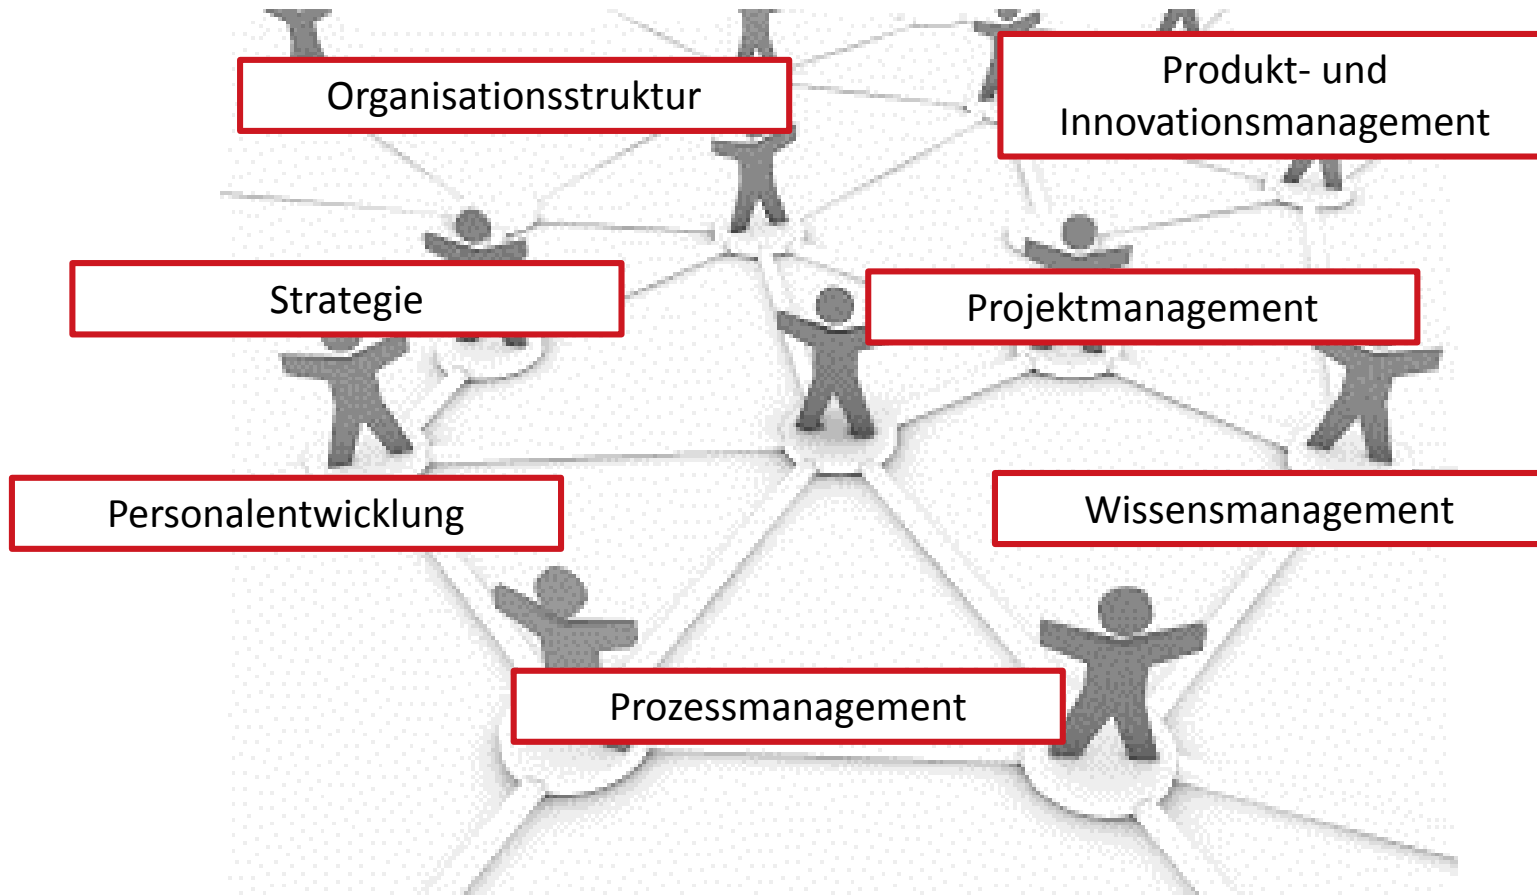 Organisationsstruktur
Produkt- und
Innovationsmanagement
Strategie
Projektmanagement
Personalentwicklung
Wissensmanagement
Prozessmanagement